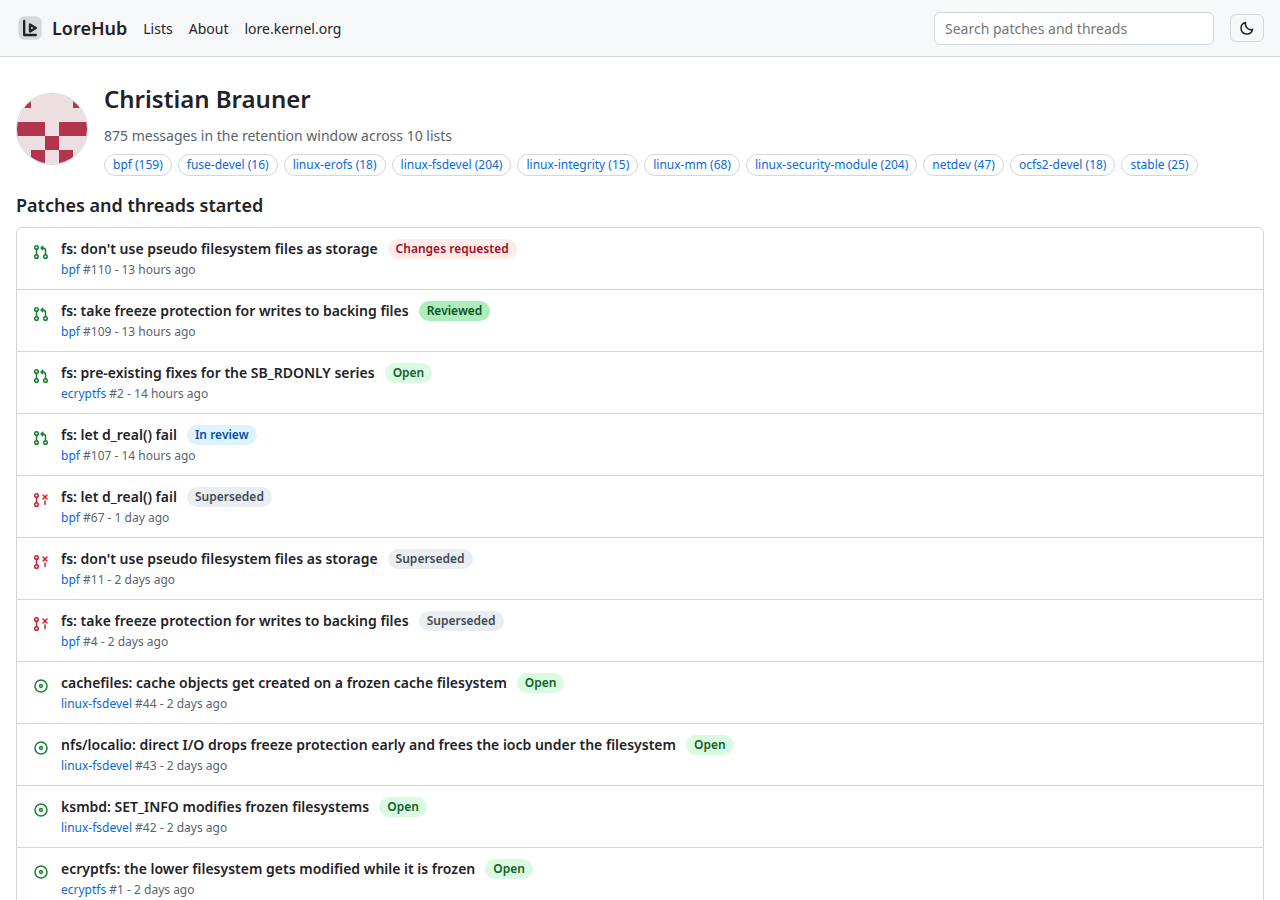 LoreHub Lists About lore.kernel.org Search patches and threads
Christian Brauner
875 messages in the retention window across 10 lists
bpf (159) fuse-devel (16) linux-erofs (18) linux-fsdevel (204) linux-integrity (15) linux-mm (68) linux-security-module (204) netdev (47) ocfs2-devel (18) stable (25)
Patches and threads started
fs: don't use pseudo filesystem files as storage Changes requested
bpf #110 - 13 hours ago
fs: take freeze protection for writes to backing files Reviewed
bpf #109 - 13 hours ago
fs: pre-existing fixes for the SB_RDONLY series Open
ecryptfs #2 - 14 hours ago
fs: let d_real() fail In review
bpf #107 - 14 hours ago
fs: let d_real() fail Superseded
bpf #67 - 1 day ago
fs: don't use pseudo filesystem files as storage Superseded
bpf #11 - 2 days ago
fs: take freeze protection for writes to backing files Superseded
bpf #4 - 2 days ago
cachefiles: cache objects get created on a frozen cache filesystem Open
linux-fsdevel #44 - 2 days ago
nfs/localio: direct I/O drops freeze protection early and frees the iocb under the filesystem Open
linux-fsdevel #43 - 2 days ago
ksmbd: SET_INFO modifies frozen filesystems Open
linux-fsdevel #42 - 2 days ago
ecryptfs: the lower filesystem gets modified while it is frozen Open
ecryptfs #1 - 2 days ago